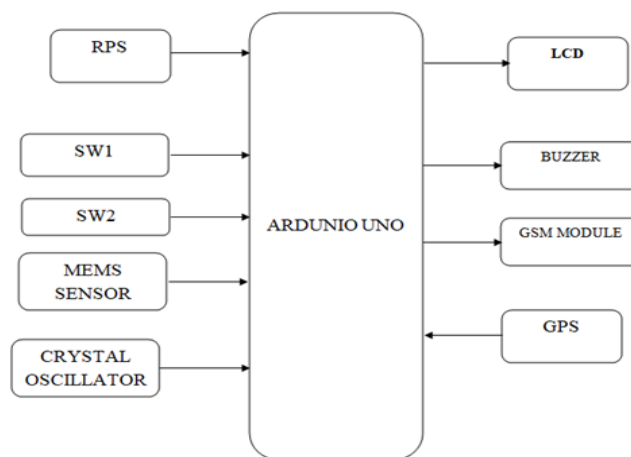 RPS
SW1
SW2
MEMS
SENSOR
CRYSTAL
OSCILLATOR
ARDUNIO UNO
LCD
BUZZER
GSM MODULE
GPS